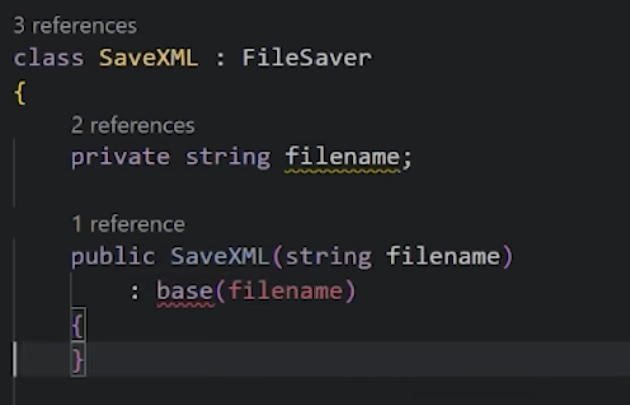 3 references
class SaveXML : FileSaver
{
2 references
private string filename;
1 reference
public SaveXML(string filename)
: base(filename)
{
}